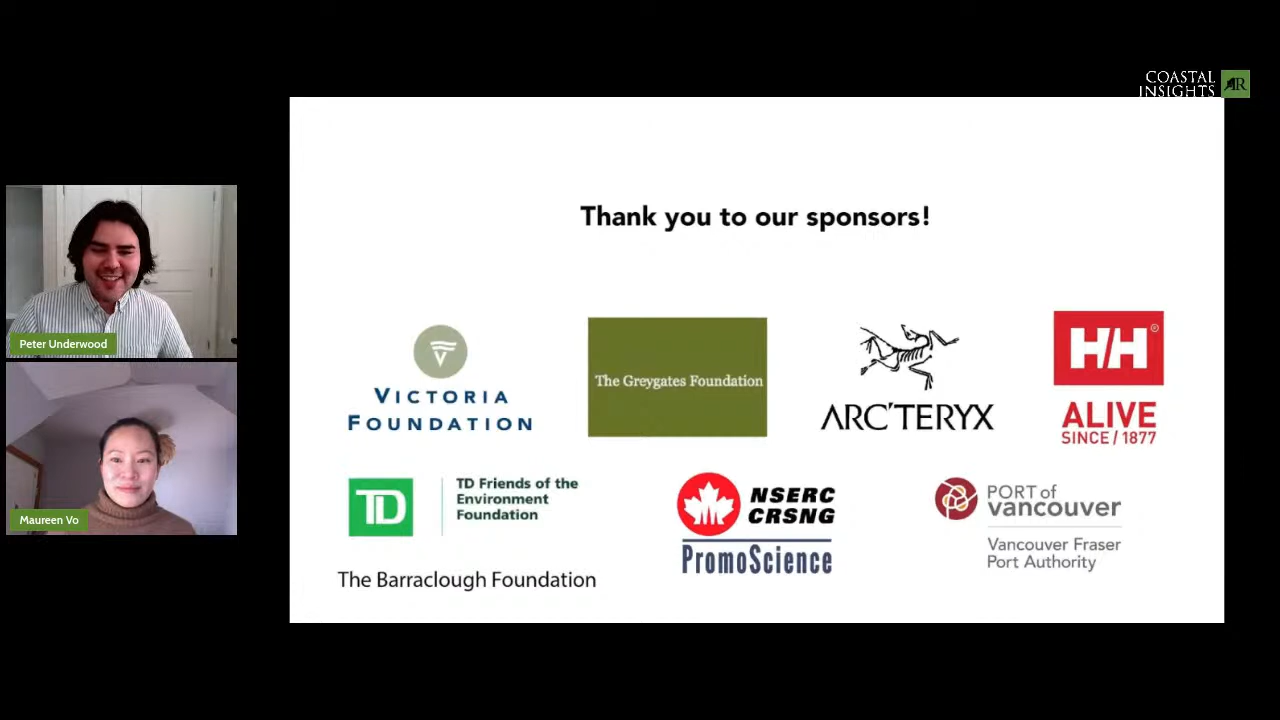 COASTAL
INSIGHTS
AR
Thank you to our sponsors!
VICTORIA
FOUNDATION
The Greygates Foundation
ARC'TERYX
HH®
ALIVE
SINCE / 1877
TD
TD Friends of the
Environment
Foundation
NSERC
CRSNG
PromoScience
PORT of
vancouver
Vancouver Fraser
Port Authority
The Barraclough Foundation
Peter Underwood
Maureen Vo